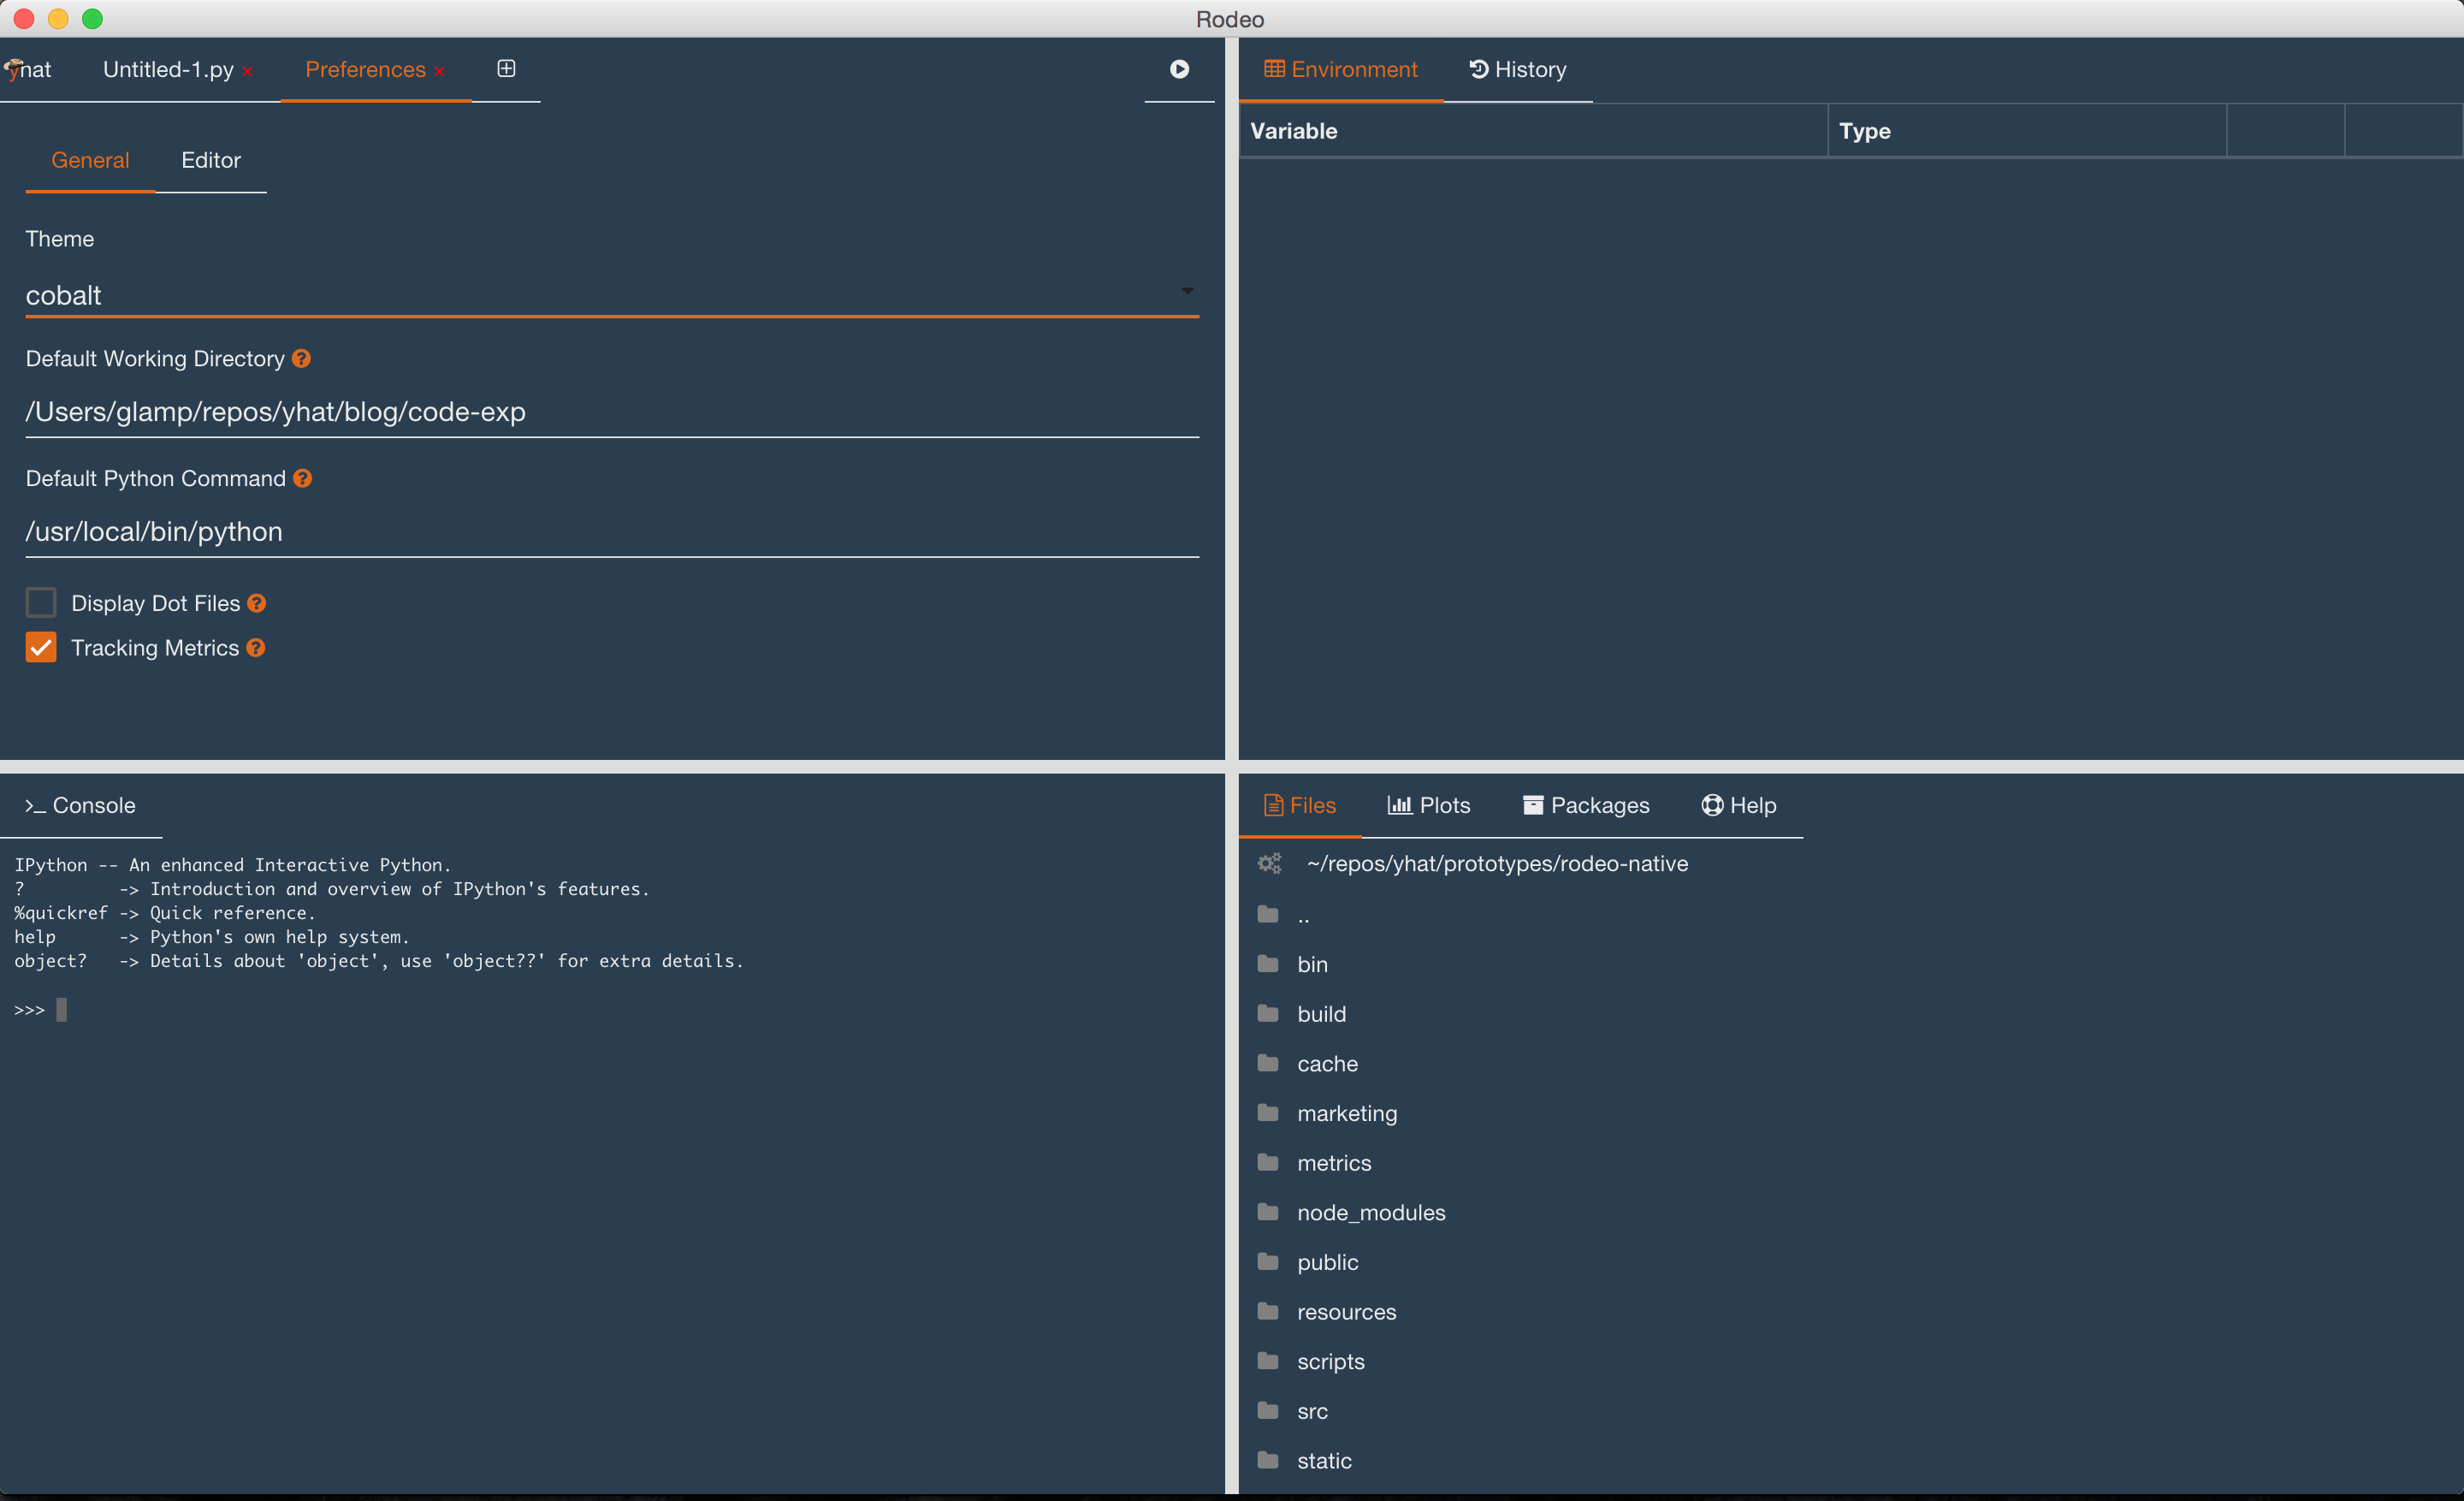 Rodeo
yhat
Untitled-1.py ×
Preferences ×
General
Editor
Theme
cobalt
Default Working Directory ?
/Users/glamp/repos/yhat/blog/code-exp
Default Python Command ?
/usr/local/bin/python
Display Dot Files ?
Tracking Metrics ?
Environment
History
Variable
Type
>_ Console
IPython -- An enhanced Interactive Python.
?         -> Introduction and overview of IPython's features.
%quickref -> Quick reference.
help      -> Python's own help system.
object?   -> Details about 'object', use 'object??' for extra details.
>>>
Files
Plots
Packages
Help
~/repos/yhat/prototypes/rodeo-native
..
bin
build
cache
marketing
metrics
node_modules
public
resources
scripts
src
static